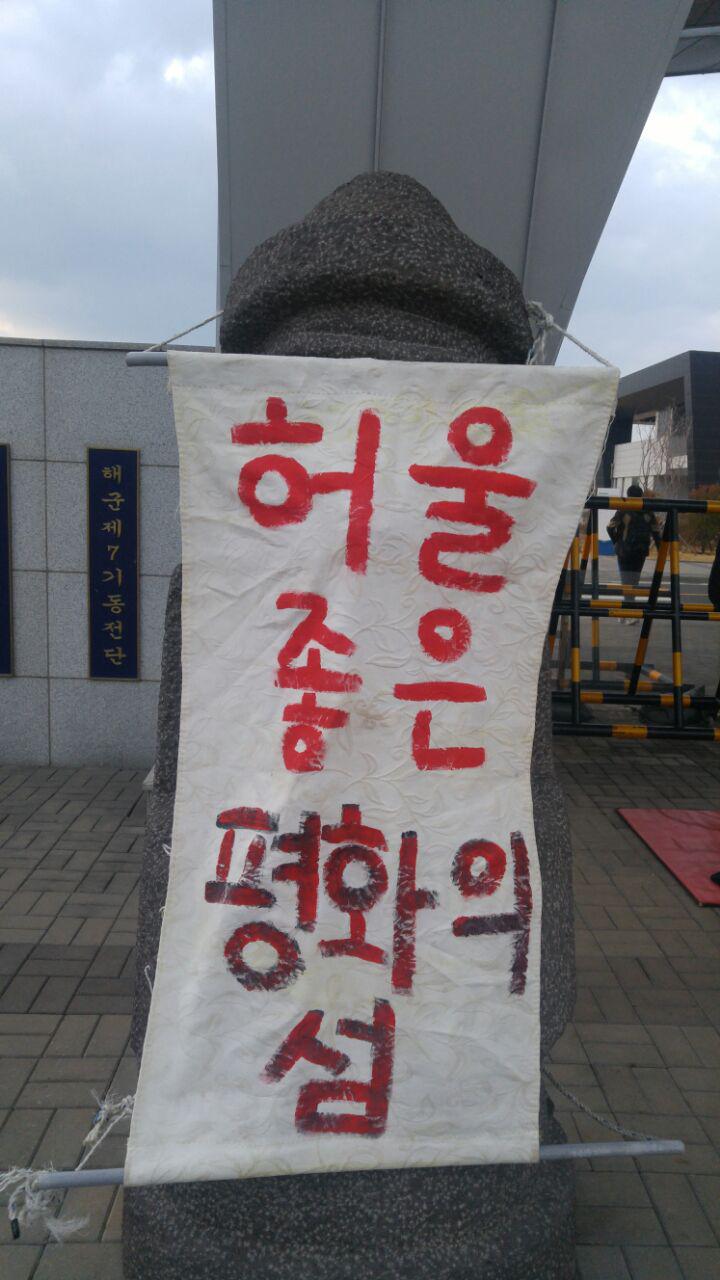 허울
좋은
평화의
섬
해군제7기동전단